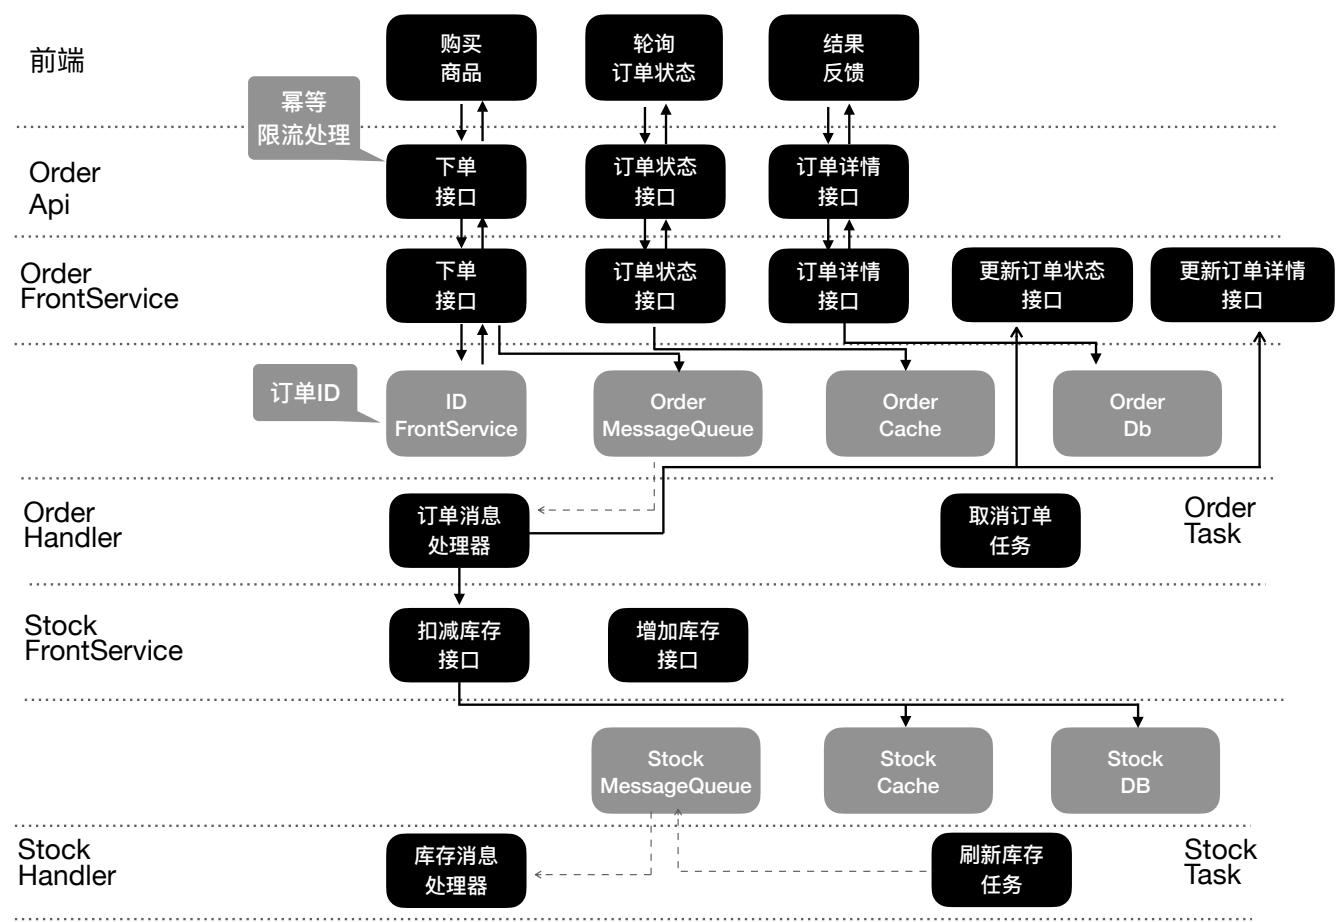 前端
购买
商品
轮询
订单状态
结果
反馈
幂等
限流处理
Order
Api
下单
接口
订单状态
接口
订单详情
接口
Order
FrontService
下单
接口
订单状态
接口
订单详情
接口
更新订单状态
接口
更新订单详情
接口
订单ID
ID
FrontService
Order
MessageQueue
Order
Cache
Order
Db
Order
Handler
订单消息
处理器
取消订单
任务
Order
Task
Stock
FrontService
扣减库存
接口
增加库存
接口
Stock
MessageQueue
Stock
Cache
Stock
DB
Stock
Handler
库存消息
处理器
刷新库存
任务
Stock
Task